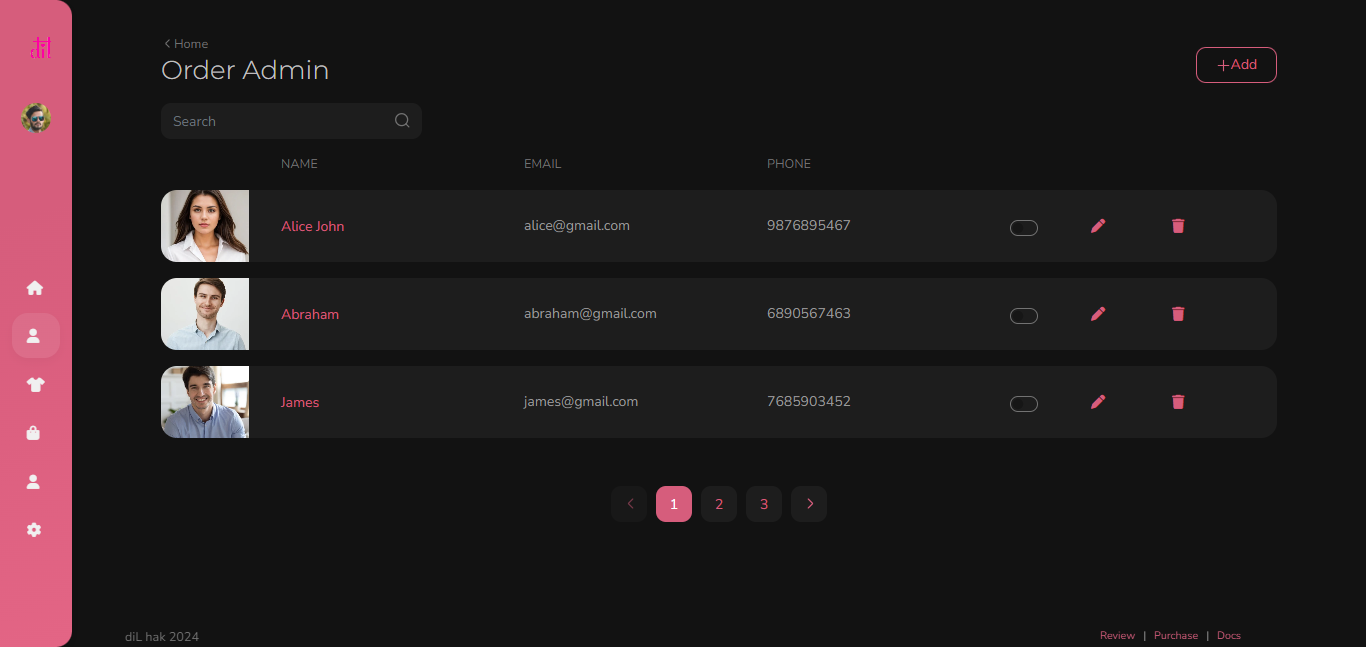 diL
Home
Order Admin
+Add
Search
NAME EMAIL PHONE
Alice John alice@gmail.com 9876895467
Abraham abraham@gmail.com 6890567463
James james@gmail.com 7685903452
1 2 3
diL hak 2024
Review | Purchase | Docs